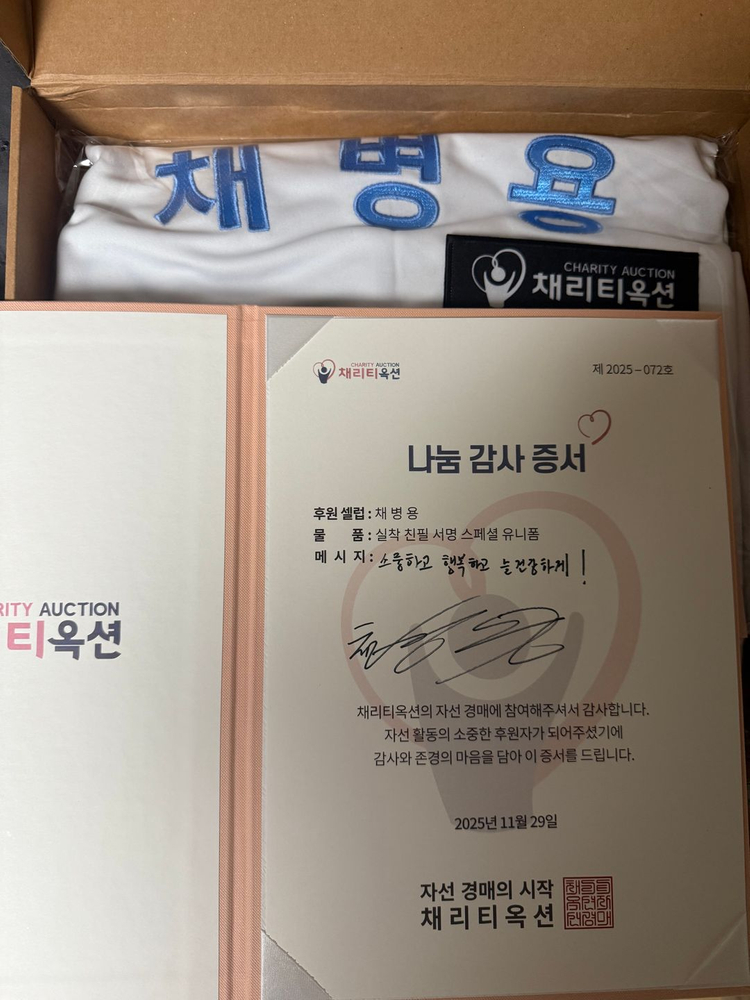 채병용
CHARITY AUCTION
채리티옥션
CHARITY AUCTION
채리티옥션
제 2025 – 072호
나눔 감사 증서
후원 셀럽 : 채 병 용
물 품 : 실착 친필 서명 스페셜 유니폼
메 시 지 : 소중하고 행복하고 늘 건강하게!
RITY AUCTION
티옥션
채리티옥션의 자선 경매에 참여해주셔서 감사합니다.
자선 활동의 소중한 후원자가 되어주셨기에
감사와 존경의 마음을 담아 이 증서를 드립니다.
2025년 11월 29일
자선 경매의 시작
채리티옥션